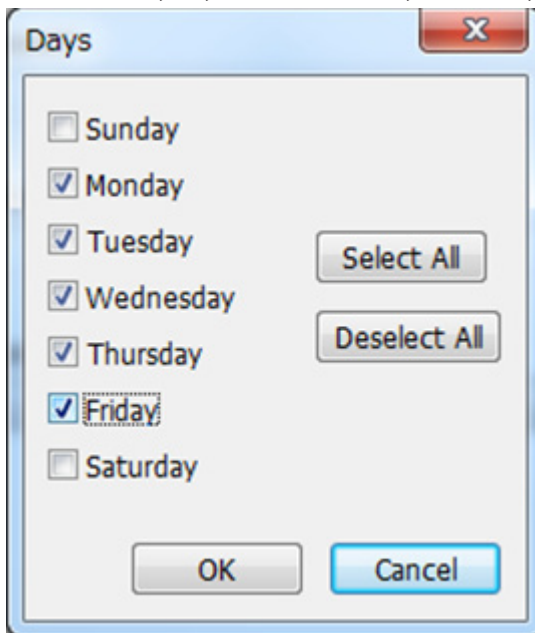 Days
Sunday
Monday
Tuesday
Select All
Wednesday
Deselect All
Thursday
Friday
Saturday
OK
Cancel